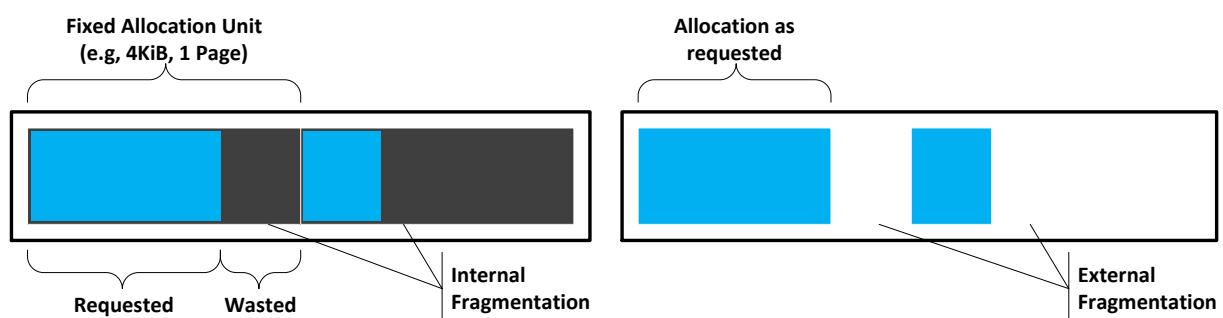 Fixed Allocation Unit
(e.g, 4KiB, 1 Page)
Requested
Wasted
Internal
Fragmentation
Allocation as
requested
External
Fragmentation